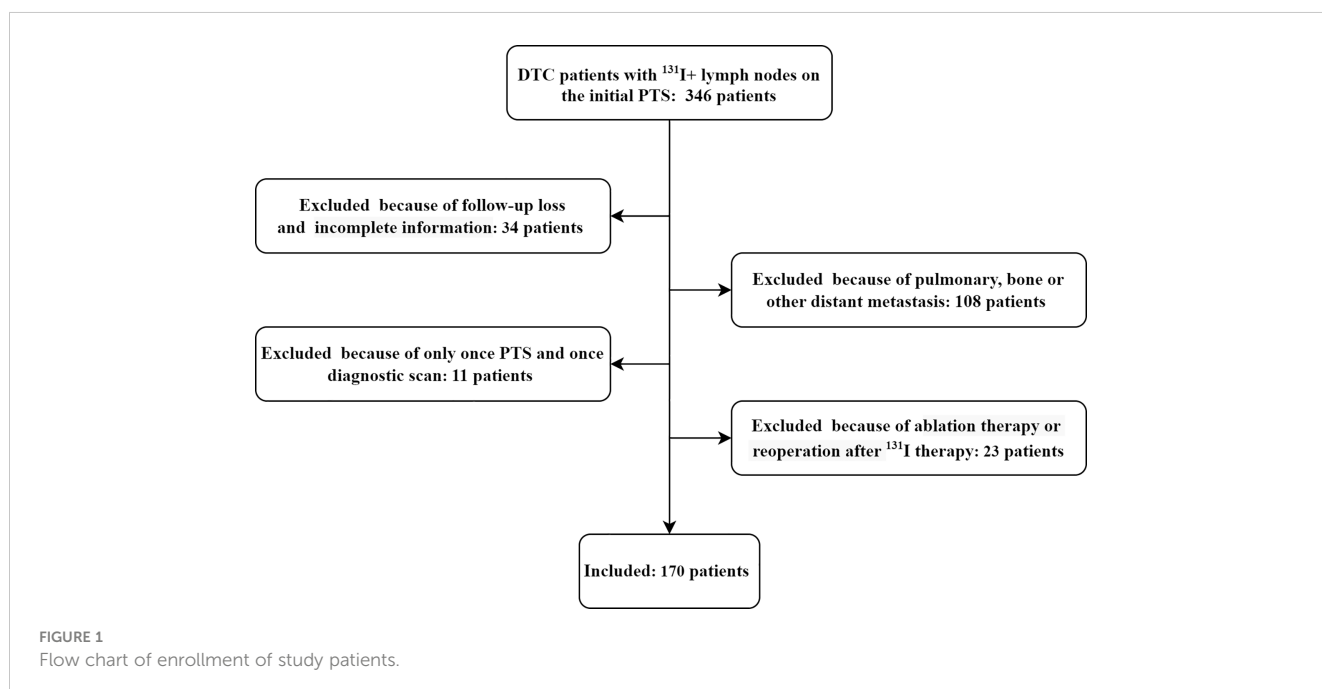 DTC patients with ¹³¹I+ lymph nodes on
the initial PTS: 346 patients
Excluded because of follow-up loss
and incomplete information: 34 patients
Excluded because of pulmonary, bone or
other distant metastasis: 108 patients
Excluded because of only once PTS and once
diagnostic scan: 11 patients
Excluded because of ablation therapy or
reoperation after ¹³¹I therapy: 23 patients
Included: 170 patients
FIGURE 1
Flow chart of enrollment of study patients.